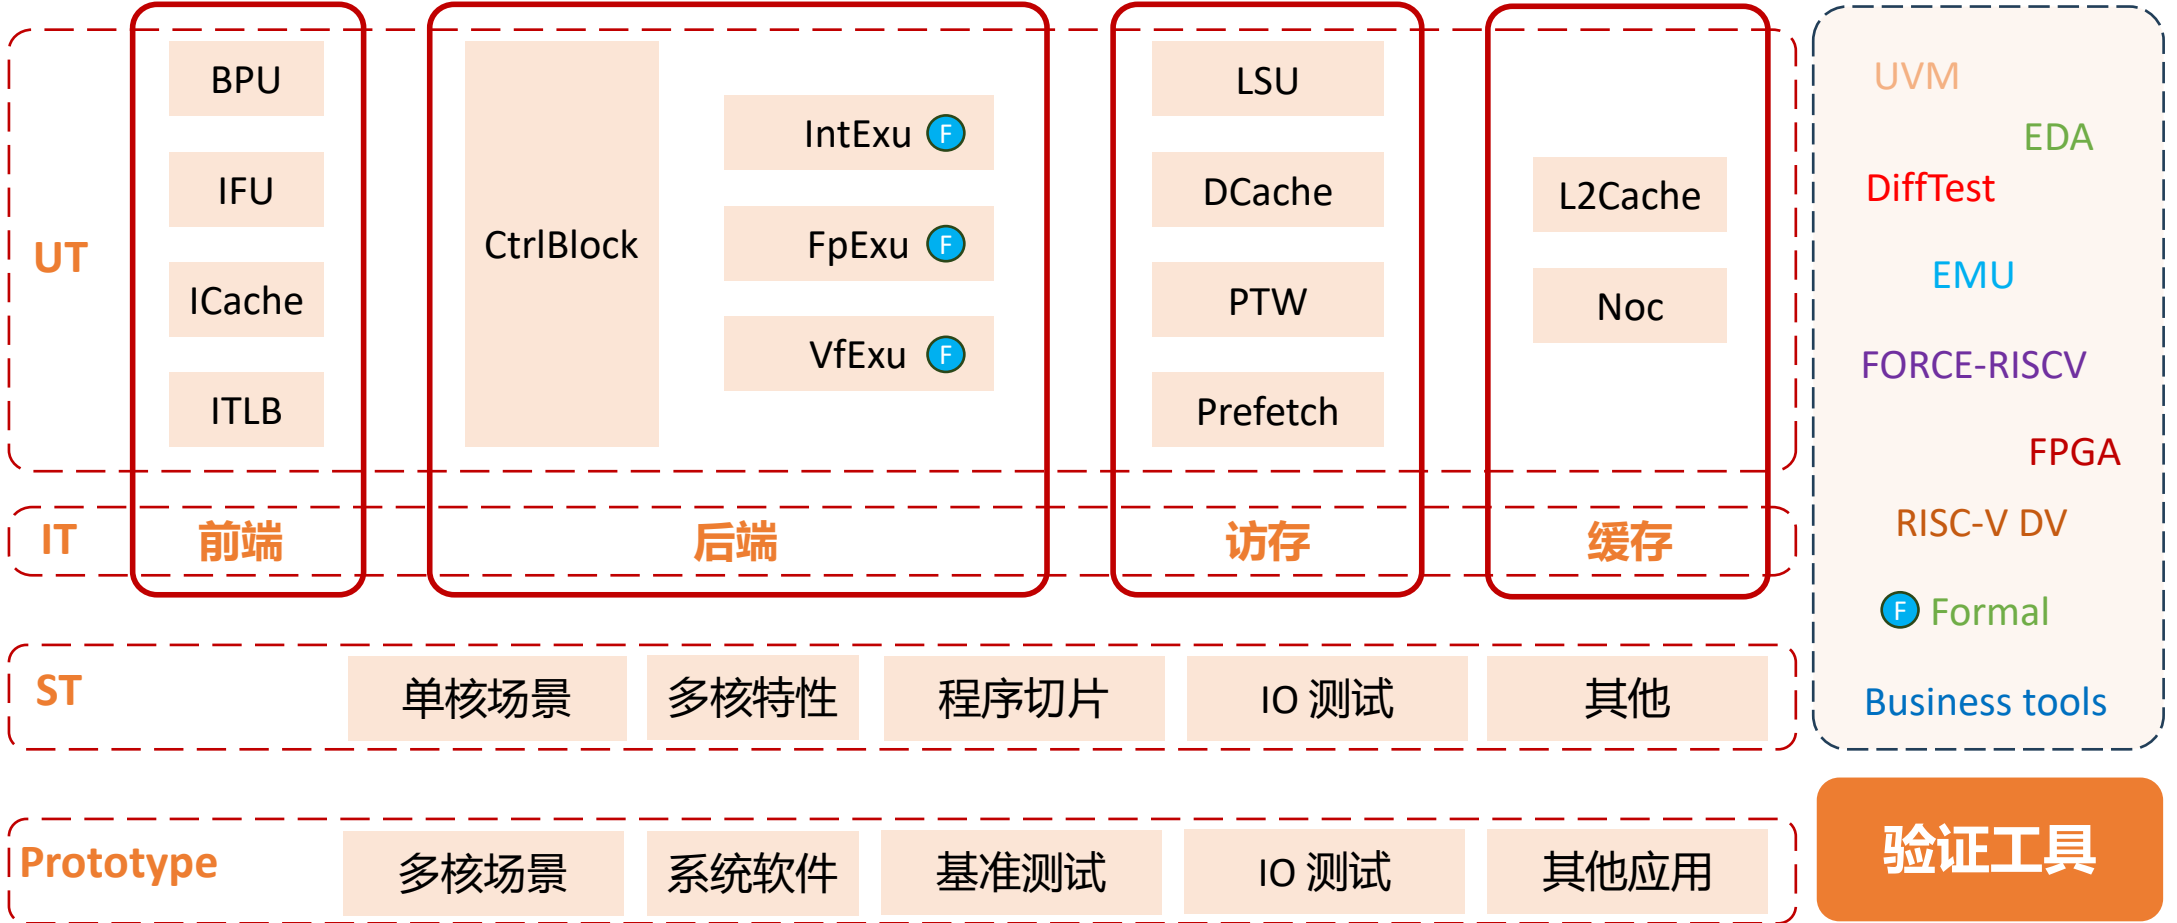 UT
BPU
IFU
ICache
ITLB
CtrlBlock
IntExu F
FpExu F
VfExu F
LSU
DCache
PTW
Prefetch
L2Cache
Noc
IT
前端
后端
访存
缓存
ST
单核场景
多核特性
程序切片
IO 测试
其他
Prototype
多核场景
系统软件
基准测试
IO 测试
其他应用
UVM
EDA
DiffTest
EMU
FORCE-RISCV
FPGA
RISC-V DV
F Formal
Business tools
验证工具